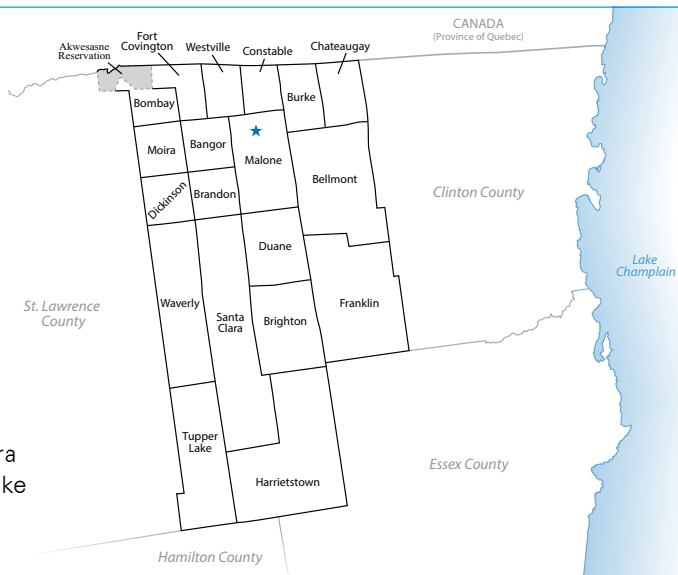 CANADA
(Province of Quebec)
Akwesasne
Reservation
Fort
Covington
Westville
Constable
Chateaugay
Bombay
Burke
Moira
Bangor
Malone
Bellmont
Dickinson
Brandon
Clinton County
Duane
Lake
Champlain
St. Lawrence
County
Waverly
Santa
Clara
Brighton
Franklin
Tupper
Lake
ra
ke
Essex County
Harrietstown
Hamilton County